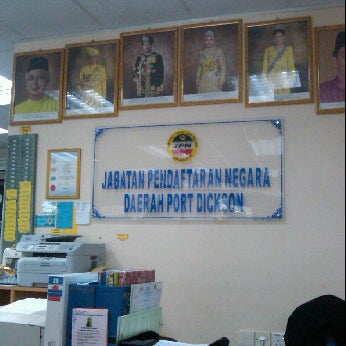 JPN
JABATAN PENDAFTARAN NEGARA
DAERAH PORT DICKSON